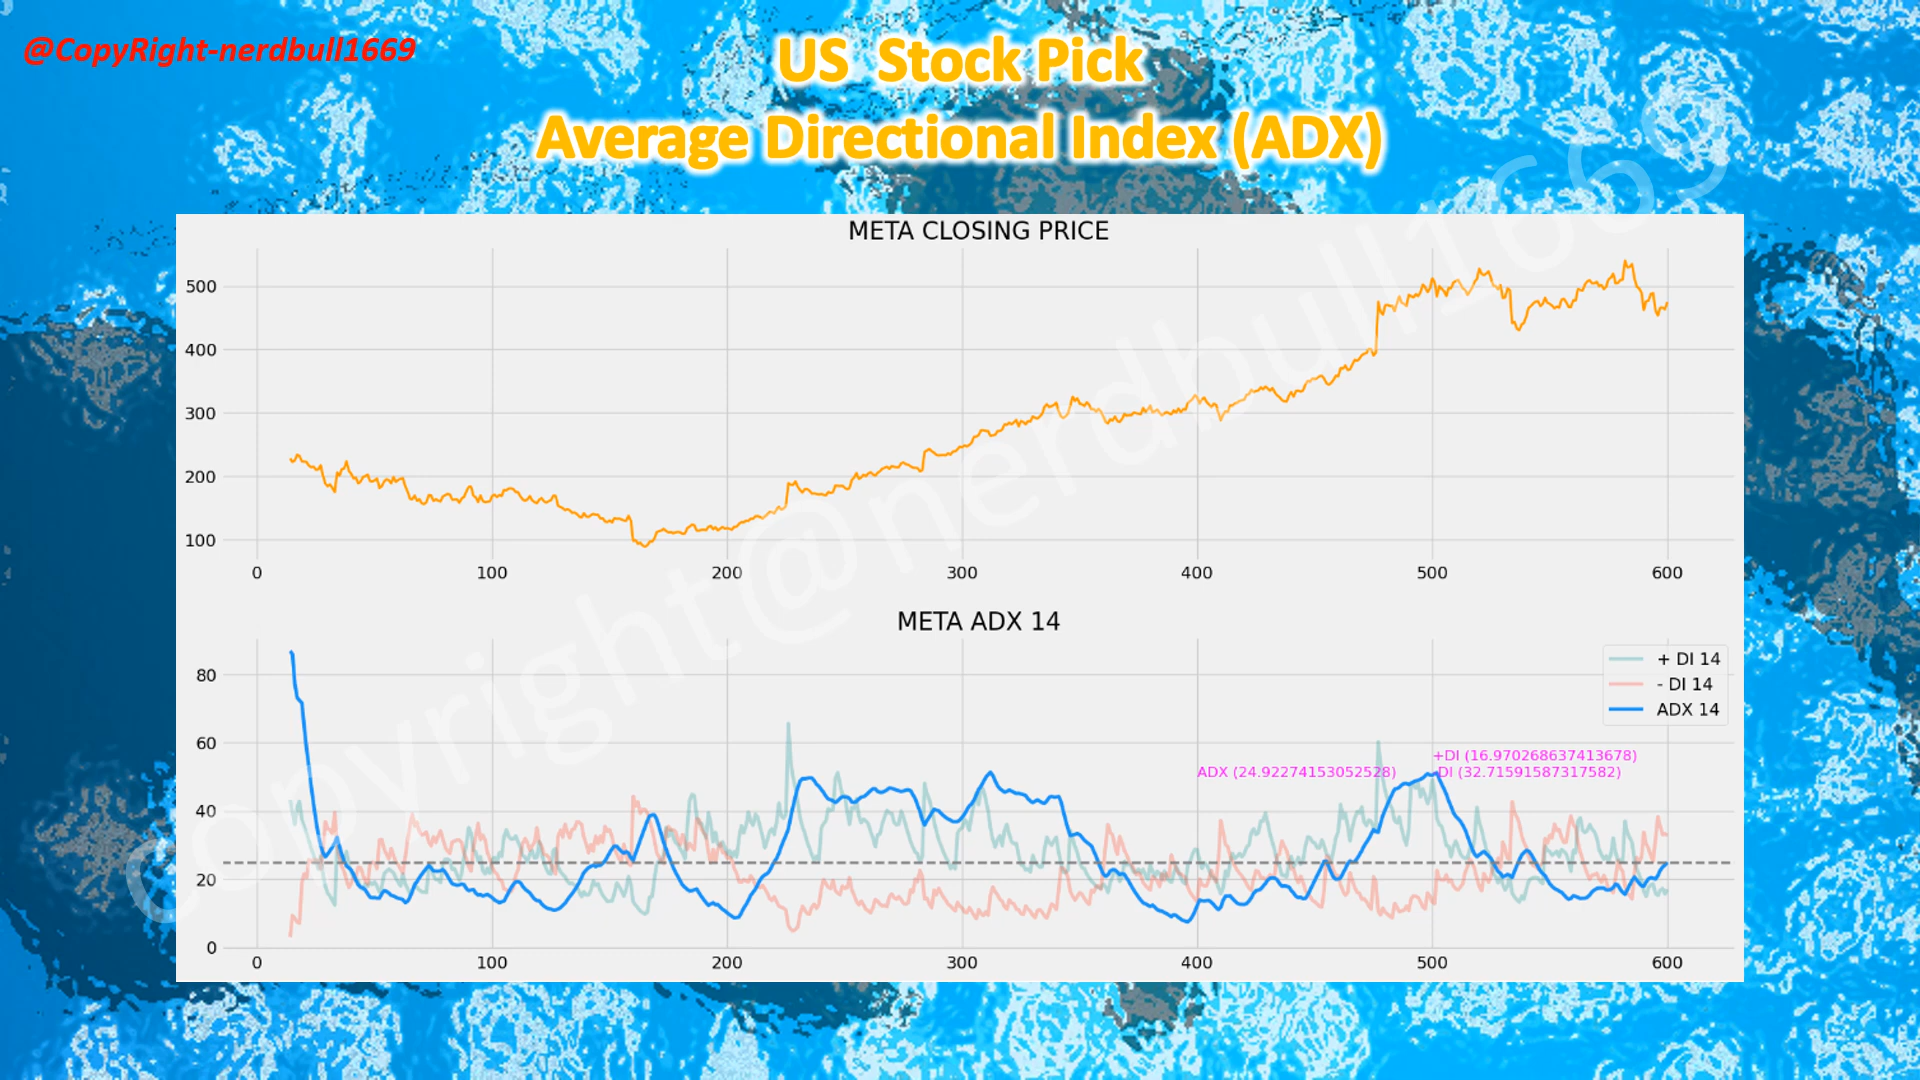 @CopyRight-nerdbull1669
US Stock Pick
Average Directional Index (ADX)
META CLOSING PRICE
500
400
300
200
100
0 100 200 300 400 500 600
META ADX 14
80
60
40
20
0
+ DI 14
- DI 14
ADX 14
+DI (16.970268637413678)
ADX (24.92274153052528)
-DI (32.71591587317582)
0 100 200 300 400 500 600
copyright@nerdbull1669